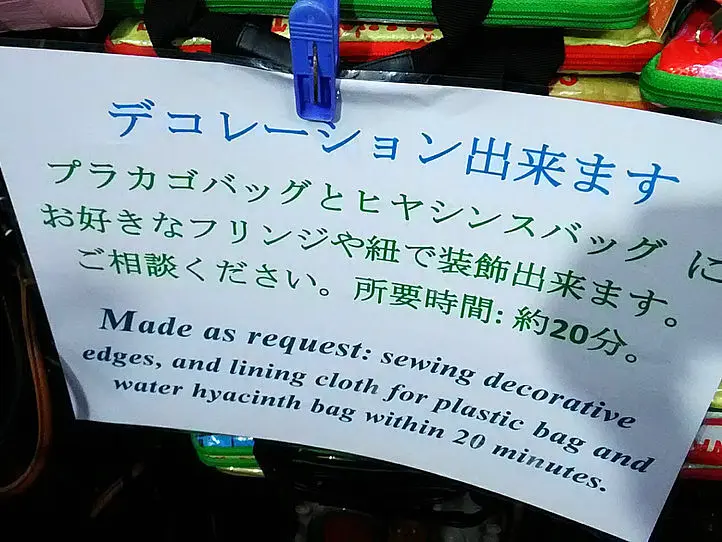 デコレーション出来ます
プラカゴバッグとヒヤシンスバッグ に
お好きなフリンジや紐で装飾出来ます。
ご相談ください。所要時間: 約20分。
Made as request: sewing decorative
edges, and lining cloth for plastic bag and
water hyacinth bag within 20 minutes.